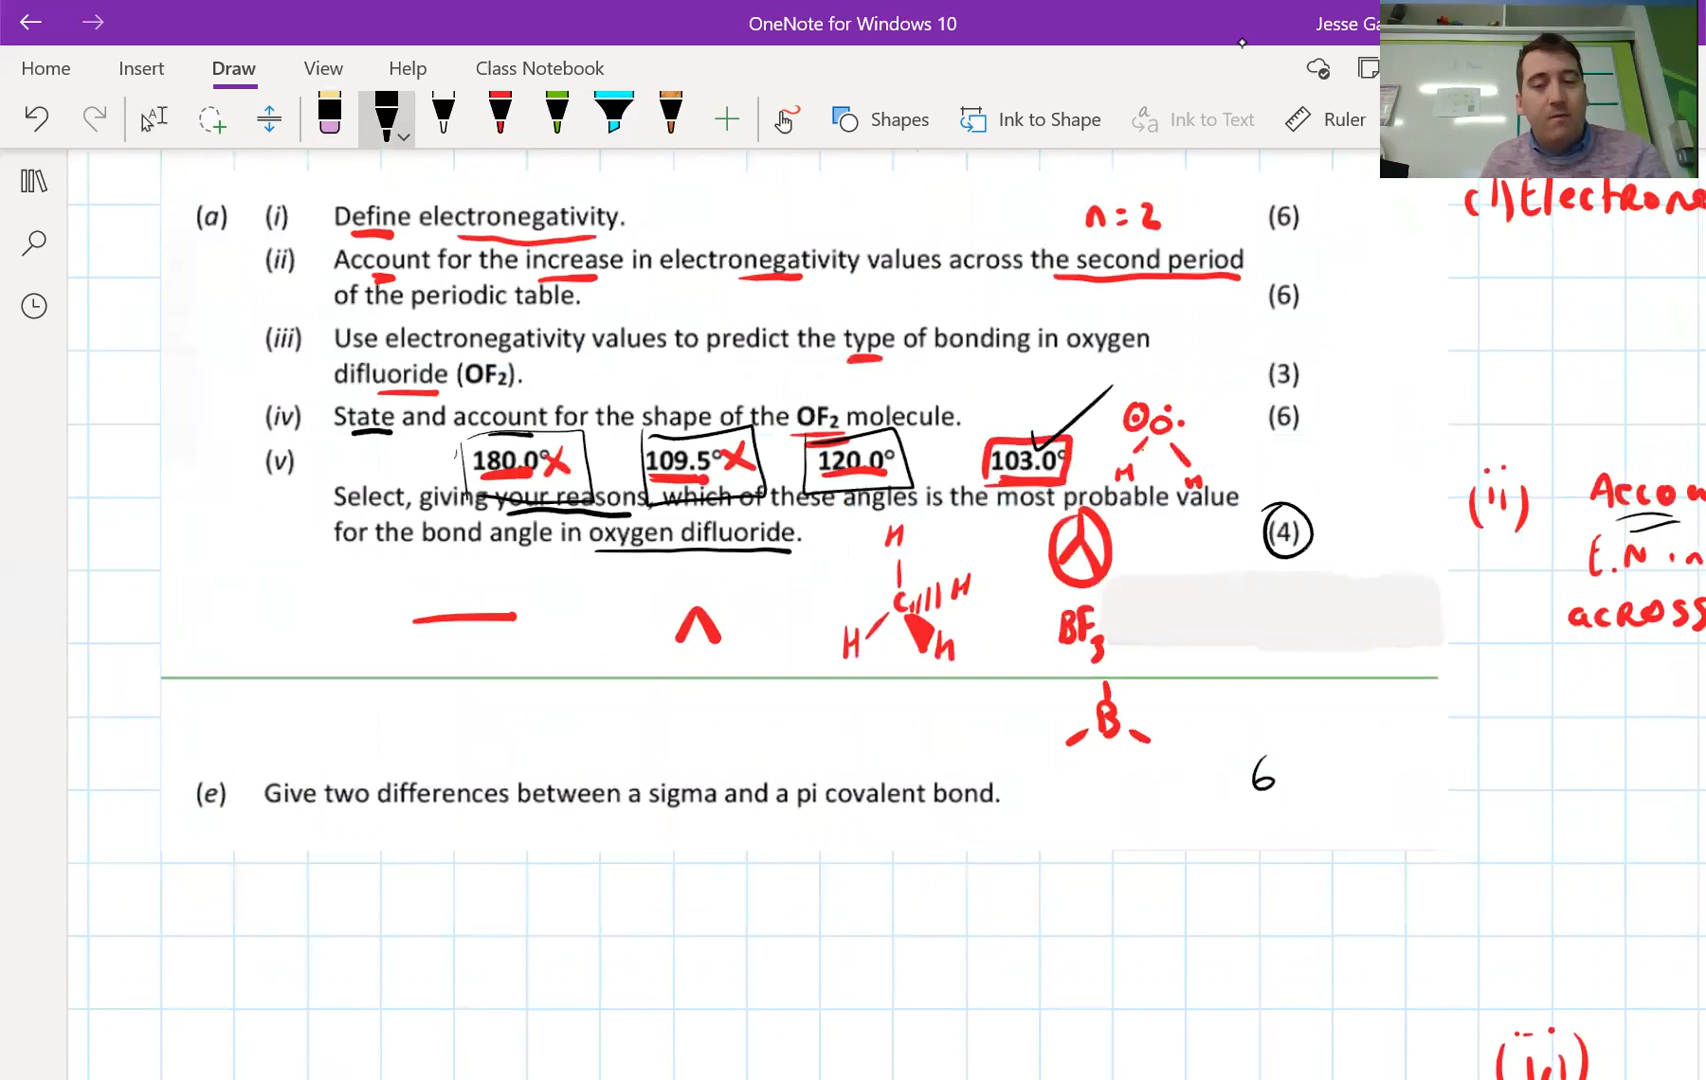 OneNote for Windows 10
Jesse Ga
Home Insert Draw View Help Class Notebook
Shapes Ink to Shape Ink to Text Ruler
(i) Electrone
(a) (i) Define electronegativity. n = 2 (6)
(ii) Account for the increase in electronegativity values across the second period
of the periodic table. (6)
(iii) Use electronegativity values to predict the type of bonding in oxygen
difluoride (OF₂). (3)
(iv) State and account for the shape of the OF₂ molecule. (6)
(v) 180.0° 109.5° 120.0° 103.0°
H H
Select, giving your reasons, which of these angles is the most probable value
for the bond angle in oxygen difluoride. (4)
(ii) Accou
E.N in
across
H
C H
H H
BF₃
B
6
(e) Give two differences between a sigma and a pi covalent bond.